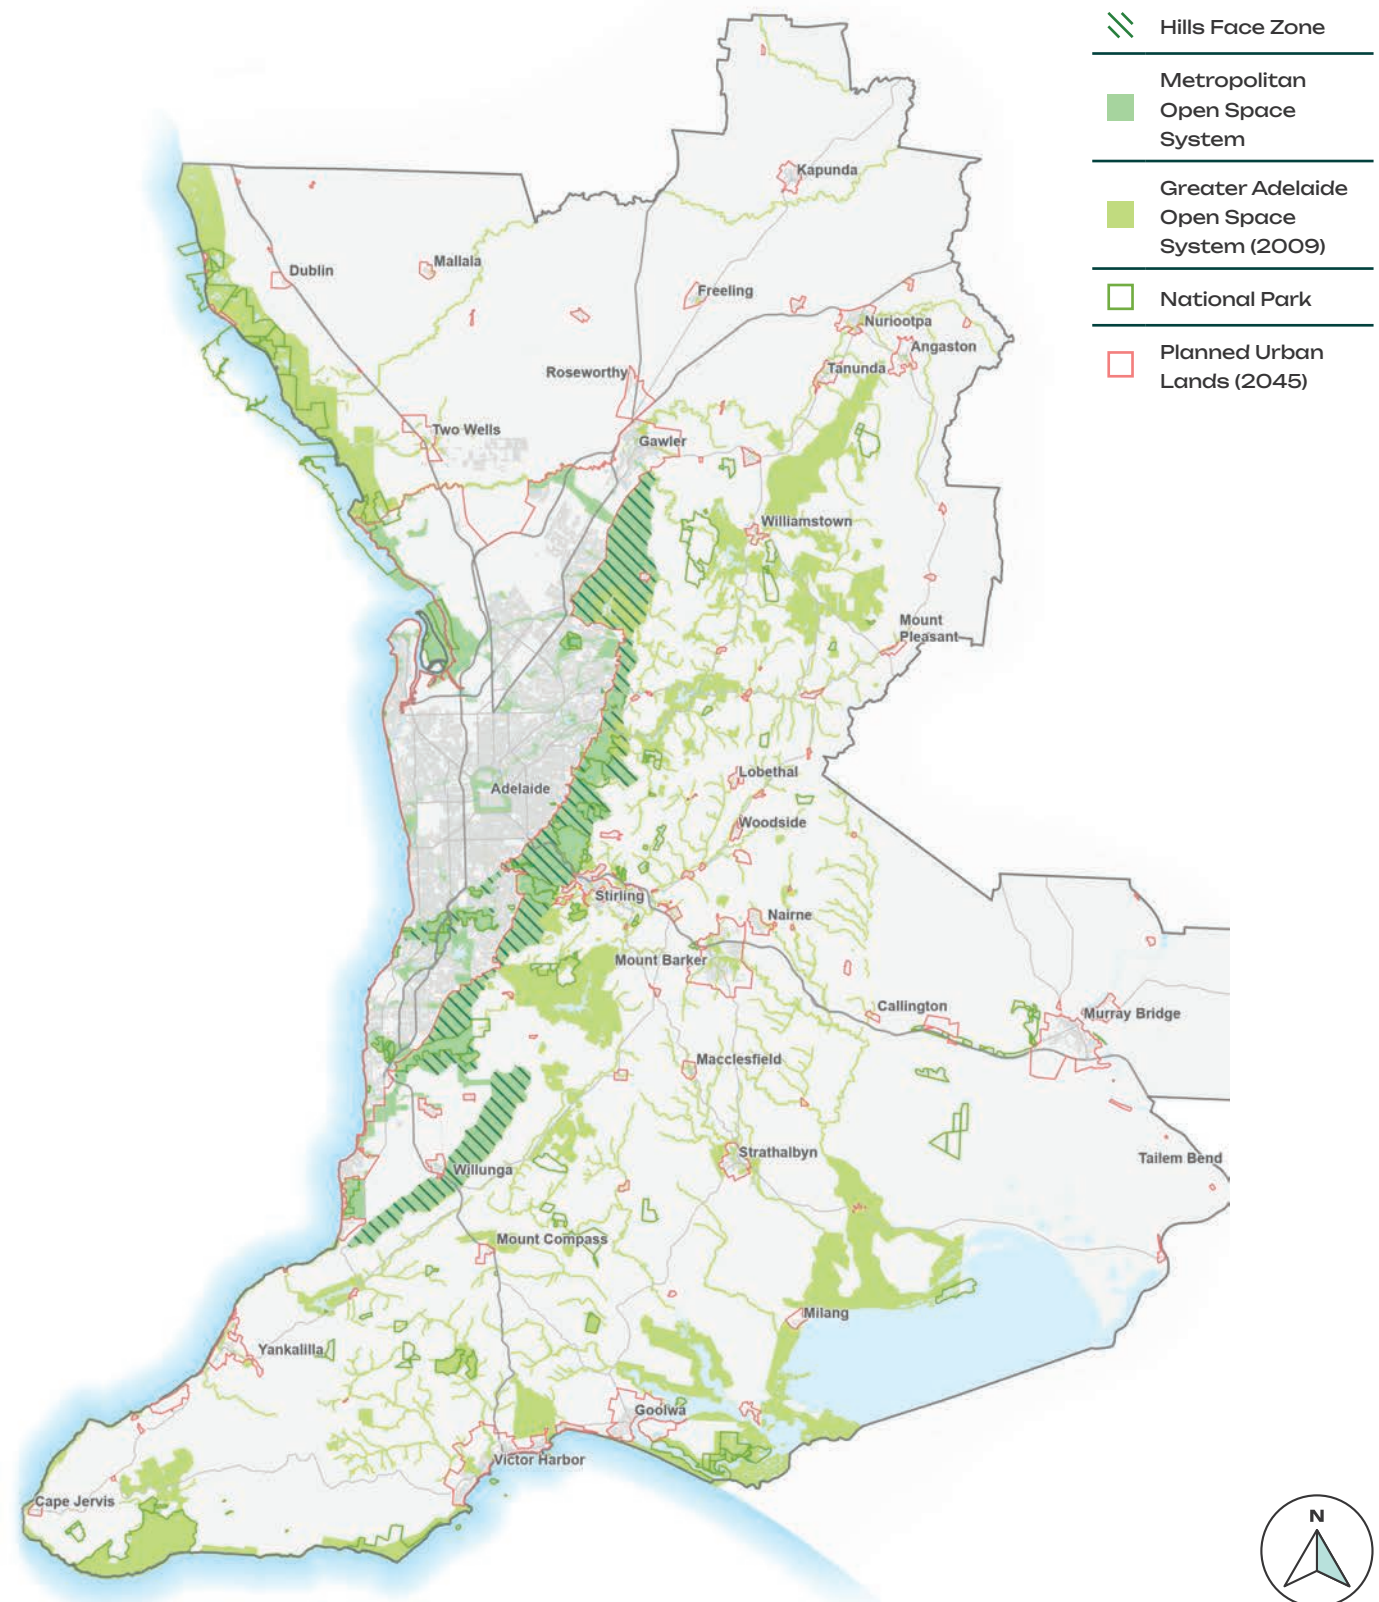 Hills Face Zone
Metropolitan
Open Space
System
Greater Adelaide
Open Space
System (2009)
National Park
Planned Urban
Lands (2045)
Kapunda
Dublin
Mallala
Freeling
Nuriootpa
Angaston
Tanunda
Roseworthy
Two Wells
Gawler
Williamstown
Mount
Pleasant
Lobethal
Adelaide
Woodside
Stirling
Nairne
Mount Barker
Callington
Murray Bridge
Macclesfield
Strathalbyn
Tailem Bend
Willunga
Mount Compass
Milang
Yankalilla
Goolwa
Victor Harbor
Cape Jervis
N